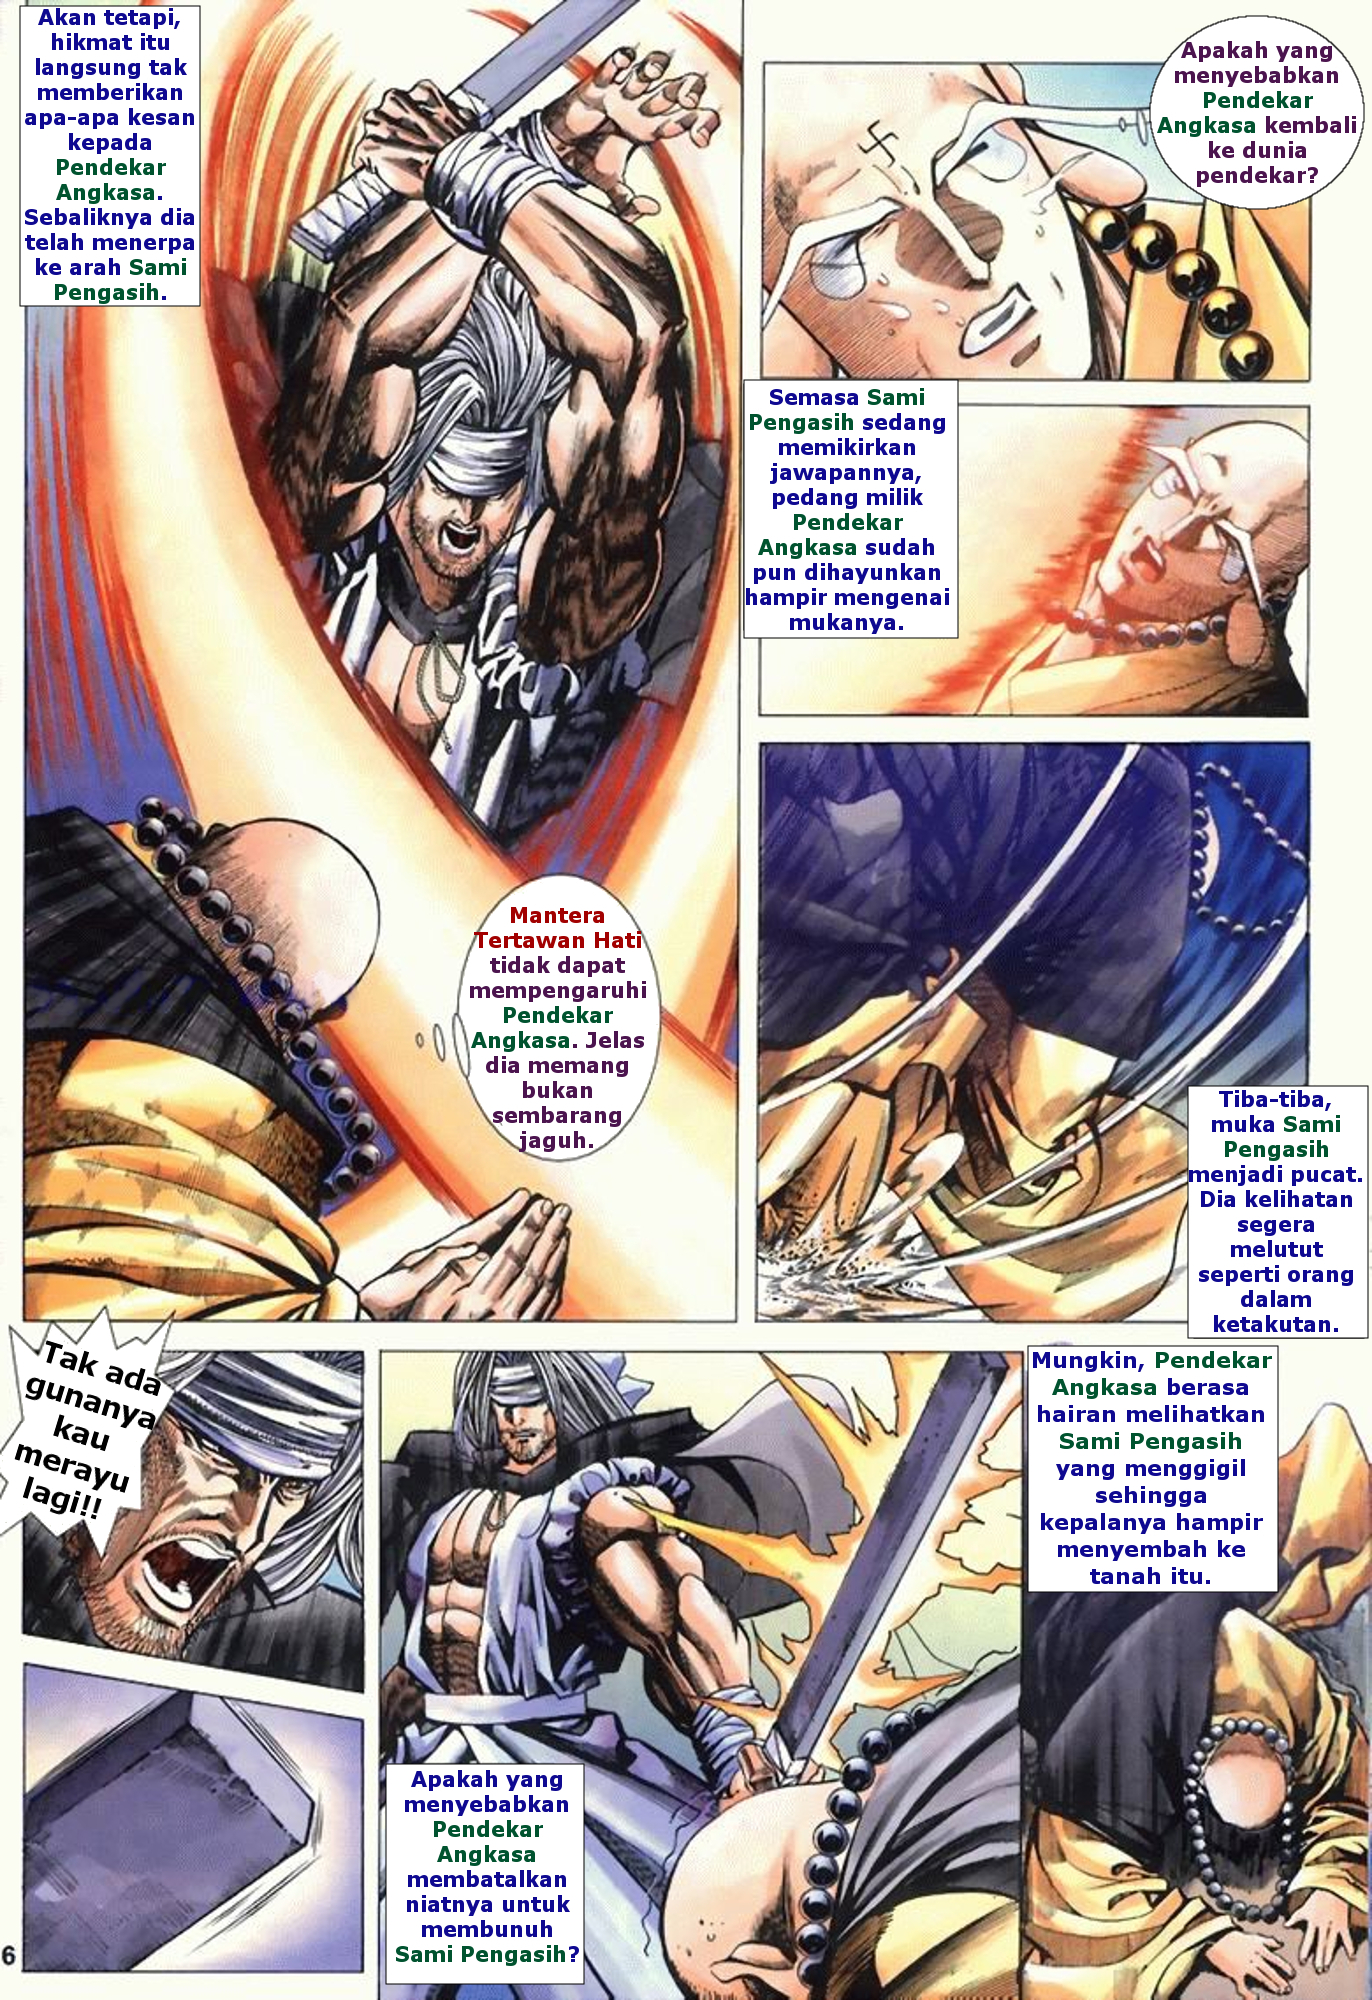 Akan tetapi,
hikmat itu
langsung tak
memberikan
apa-apa kesan
kepada
Pendekar
Angkasa.
Sebaliknya dia
telah menerpa
ke arah Sami
Pengasih.
Mantera
Tertawan Hati
tidak dapat
mempengaruhi
Pendekar
Angkasa. Jelas
dia memang
bukan
sembarang
jaguh.
Apakah yang
menyebabkan
Pendekar
Angkasa kembali
ke dunia
pendekar?
Semasa Sami
Pengasih sedang
memikirkan
jawapannya,
pedang milik
Pendekar
Angkasa sudah
pun dihayunkan
hampir mengenai
mukanya.
Tiba-tiba,
muka Sami
Pengasih
menjadi pucat.
Dia kelihatan
segera
melutut
seperti orang
dalam
ketakutan.
Tak ada
gunanya
kau
merayu
lagi!!
Apakah yang
menyebabkan
Pendekar
Angkasa
membatalkan
niatnya untuk
membunuh
Sami Pengasih?
Mungkin, Pendekar
Angkasa berasa
hairan melihatkan
Sami Pengasih
yang menggigil
sehingga
kepalanya hampir
menyembah ke
tanah itu.
6